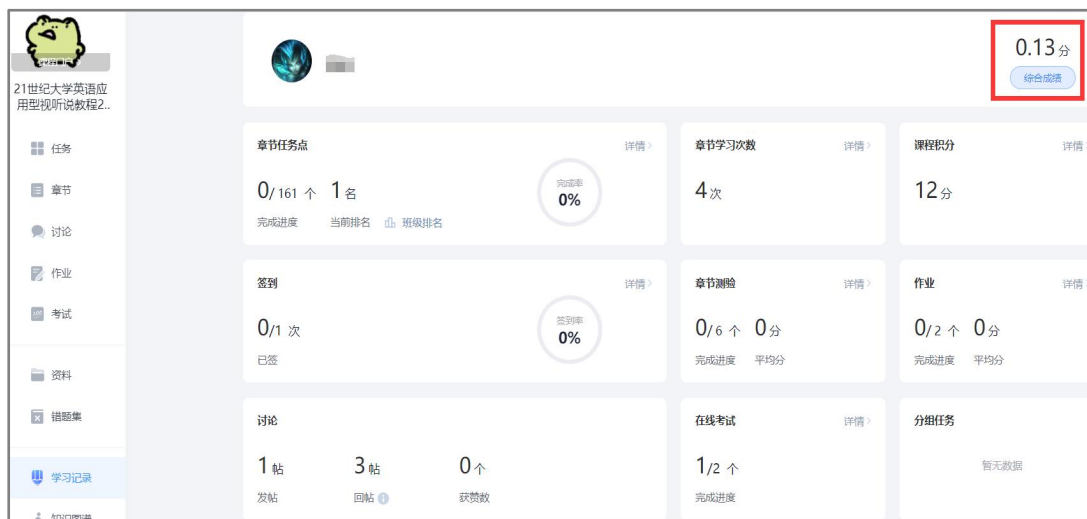 0.13 分
综合成绩
21世纪大学英语应
用型视听说教程2..
任务
章节
讨论
作业
考试
资料
错题集
学习记录
章节任务点
详情
0/161 个
1 名
完成进度
当前排名
班级排名
完成率
0%
章节学习次数
详情
4 次
课程积分
详情
12 分
签到
详情
0/1 次
已签
签到率
0%
章节测验
详情
0/6 个
0 分
完成进度
平均分
作业
详情
0/2 个
0 分
完成进度
平均分
讨论
1 帖
3 帖
0 个
发帖
回帖
获赞数
在线考试
详情
1/2 个
完成进度
分组任务
暂无数据